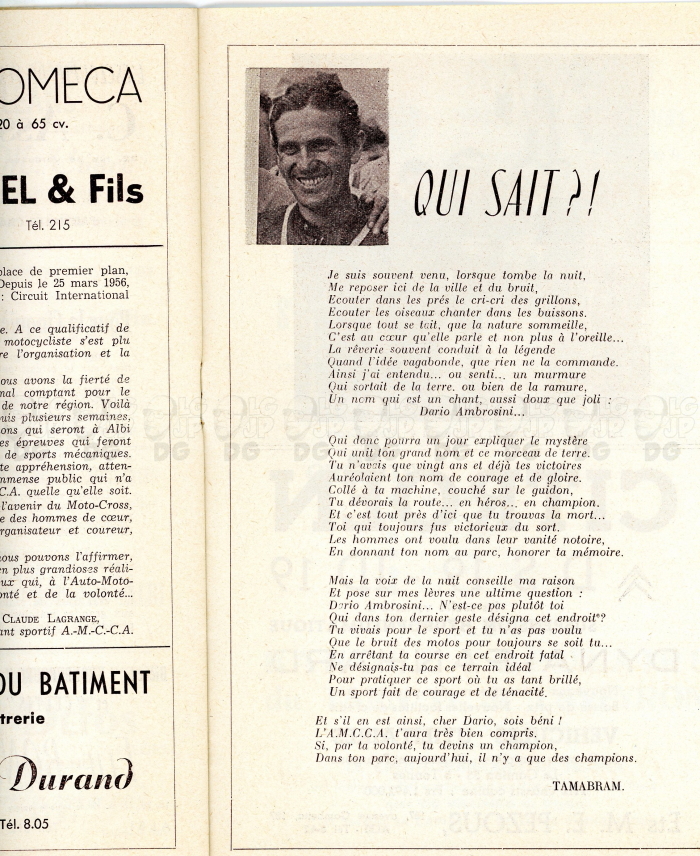 OMECA
20 à 65 cv.
EL & Fils
Tél. 215
place de premier plan,
Depuis le 25 mars 1956,
: Circuit International
e. A ce qualificatif de
motocycliste s'est plu
re l'organisation et la
ous avons la fierté de
nal comptant pour le
de notre région. Voilà
uis plusieurs semaines,
ons qui seront à Albi
es épreuves qui feront
de sports mécaniques.
te appréhension, atten-
mmense public qui n'a
C.A. quelle qu'elle soit.
l'avenir du Moto-Cross,
e des hommes de cœur,
rganisateur et coureur,
nous pouvons l'affirmer,
en plus grandioses réali-
ux qui, à l'Auto-Moto-
onté et de la volonté...
CLAUDE LAGRANGE,
ant sportif A.-M.-C.-C.A.
DU BATIMENT
trerie
Durand
Tél. 8.05
QUI SAIT ?!
Je suis souvent venu, lorsque tombe la nuit,
Me reposer ici de la ville et du bruit,
Ecouter dans les prés le cri-cri des grillons,
Ecouter les oiseaux chanter dans les buissons.
Lorsque tout se tait, que la nature sommeille,
C'est au cœur qu'elle parle et non plus à l'oreille...
La rêverie souvent conduit à la légende
Quand l'idée vagabonde, que rien ne la commande.
Ainsi j'ai entendu... ou senti... un murmure
Qui sortait de la terre. ou bien de la ramure,
Un nom qui est un chant, aussi doux que joli :
Dario Ambrosini...
Qui donc pourra un jour expliquer le mystère
Qui unit ton grand nom et ce morceau de terre.
Tu n'avais que vingt ans et déjà tes victoires
Auréolaient ton nom de courage et de gloire.
Collé à ta machine, couché sur le guidon,
Tu dévorais la route... en héros... en champion.
Et c'est tout près d'ici que tu trouvas la mort...
Toi qui toujours fus victorieux du sort.
Les hommes ont voulu dans leur vanité notoire,
En donnant ton nom au parc, honorer ta mémoire.
Mais la voix de la nuit conseille ma raison
Et pose sur mes lèvres une ultime question :
Dario Ambrosini... N'est-ce pas plutôt toi
Qui dans ton dernier geste désigna cet endroit ?
Tu vivais pour le sport et tu n'as pas voulu
Que le bruit des motos pour toujours se soit tu...
En arrêtant ta course en cet endroit fatal
Ne désignais-tu pas ce terrain idéal
Pour pratiquer ce sport où tu as tant brillé,
Un sport fait de courage et de ténacité.
Et s'il en est ainsi, cher Dario, sois béni !
L'A.M.C.C.A. t'aura très bien compris.
Si, par ta volonté, tu devins un champion,
Dans ton parc, aujourd'hui, il n'y a que des champions.
TAMABRAM.